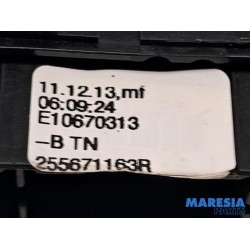 11.12.13,mf
06:09:24
E10670313
-B TN
255671163R
MARESIA